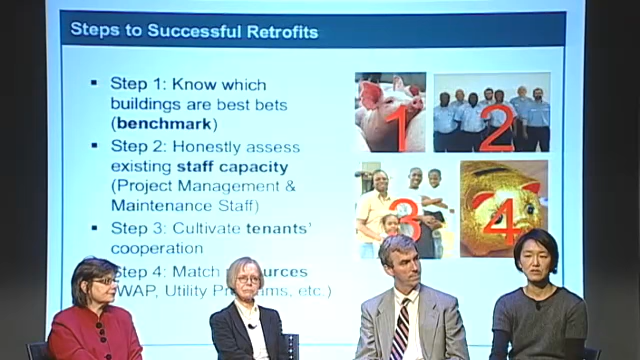 Steps to Successful Retrofits
▪ Step 1: Know which
buildings are best bets
(benchmark)
▪ Step 2: Honestly assess
existing staff capacity
(Project Management &
Maintenance Staff)
▪ Step 3: Cultivate tenants'
cooperation
Step 4: Match
WAP, Utility etc.)
1
2
3
4